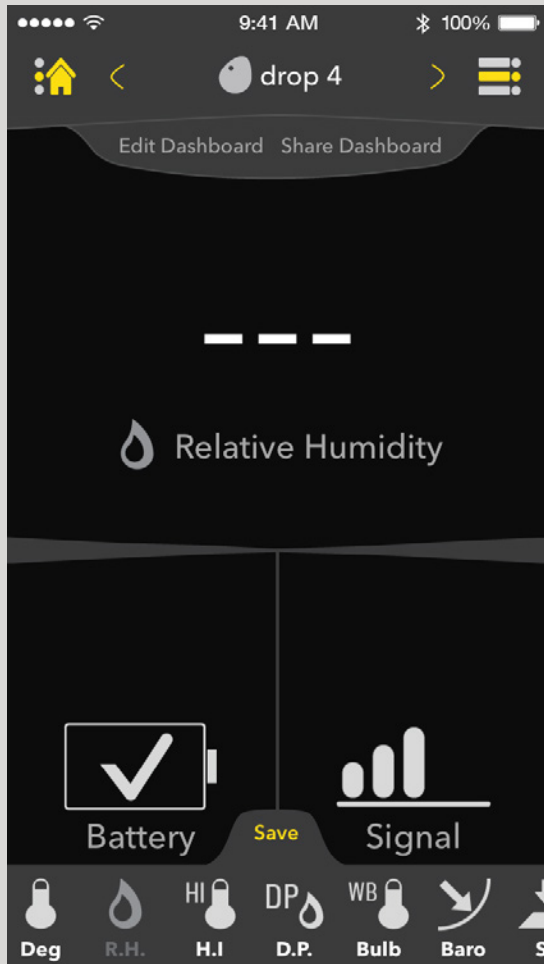 9:41 AM 100%
drop 4
Edit Dashboard Share Dashboard
– – –
Relative Humidity
Battery Save Signal
HI DP WB
Deg R.H. H.I D.P. Bulb Baro